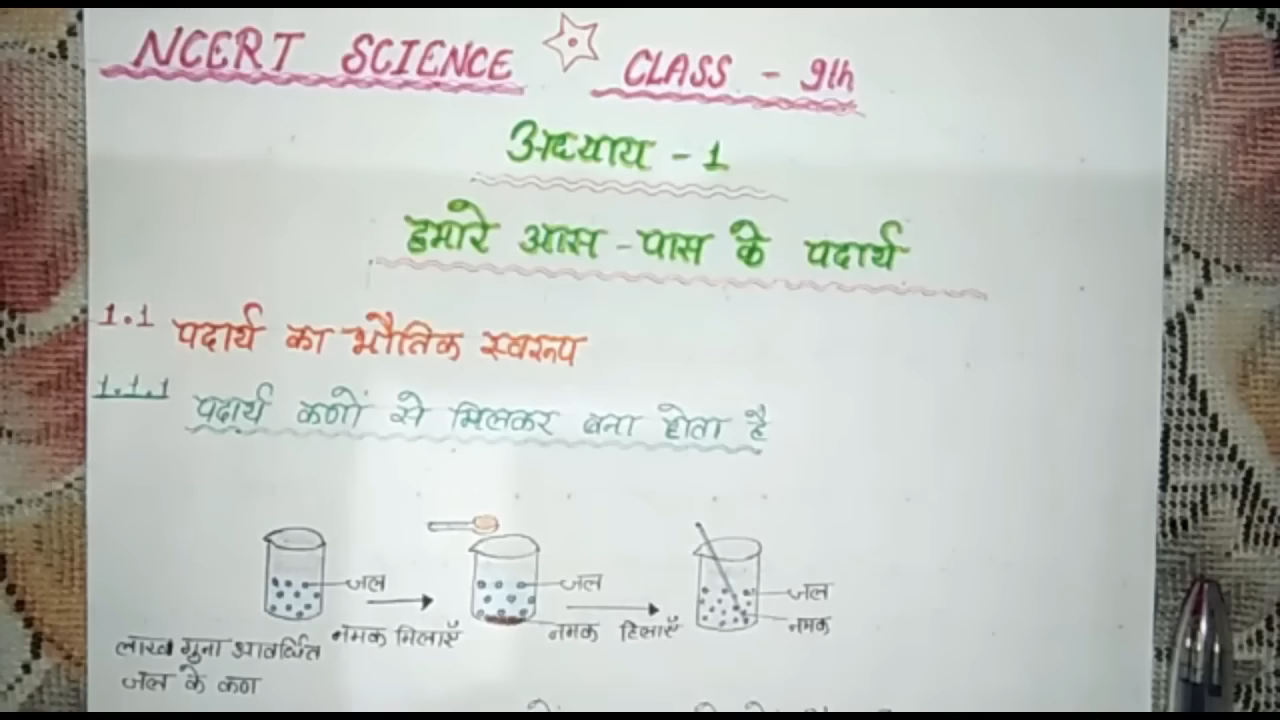 NCERT SCIENCE CLASS - 9th
अध्याय - 1
हमारे आस - पास के पदार्थ
1.1 पदार्थ का भौतिक स्वरूप
1.1.1 पदार्थ कणों से मिलकर बना होता है
जल
जल
जल
नमक मिलाएँ
नमक
हिलाएँ
नमक
लाख गुना आवर्धित
जल के कण